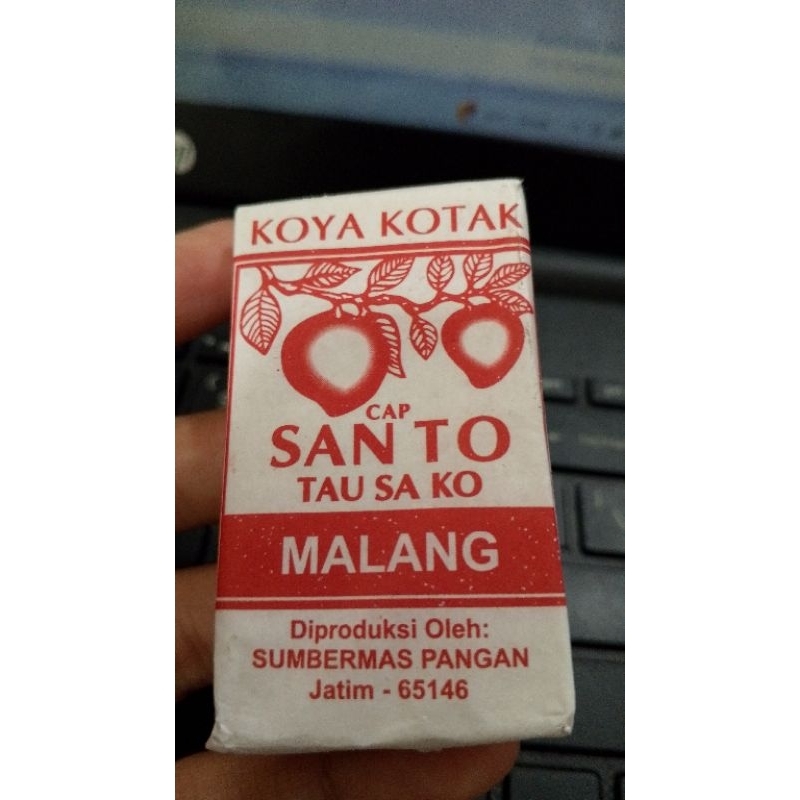 KOYA KOTAK
CAP
SAN TO
TAU SA KO
MALANG
Diproduksi Oleh:
SUMBERMAS PANGAN
Jatim - 65146